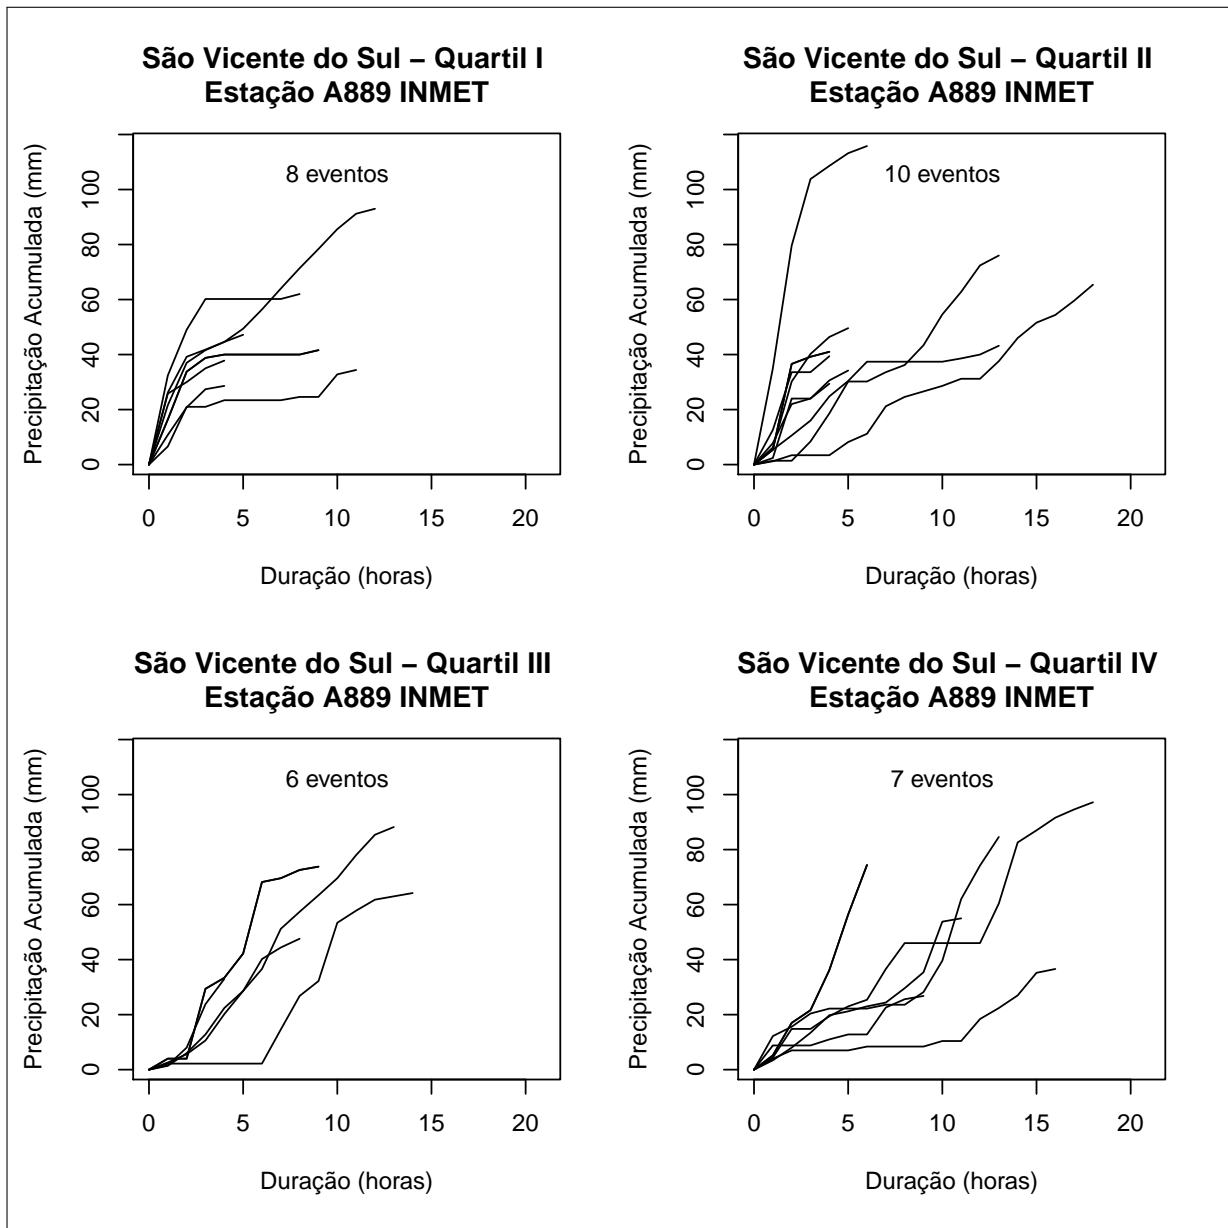 São Vicente do Sul – Quartil I
Estação A889 INMET
8 eventos
Precipitação Acumulada (mm)
0 20 40 60 80 100
0 5 10 15 20
Duração (horas)
São Vicente do Sul – Quartil II
Estação A889 INMET
10 eventos
Precipitação Acumulada (mm)
0 20 40 60 80 100
0 5 10 15 20
Duração (horas)
São Vicente do Sul – Quartil III
Estação A889 INMET
6 eventos
Precipitação Acumulada (mm)
0 20 40 60 80 100
0 5 10 15 20
Duração (horas)
São Vicente do Sul – Quartil IV
Estação A889 INMET
7 eventos
Precipitação Acumulada (mm)
0 20 40 60 80 100
0 5 10 15 20
Duração (horas)